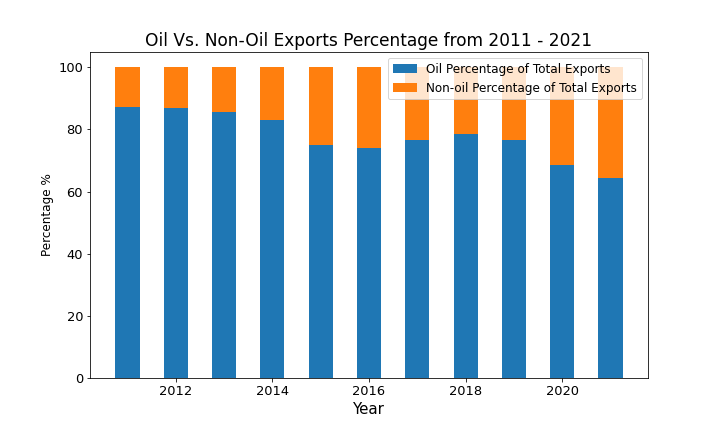 Oil Vs. Non-Oil Exports Percentage from 2011 - 2021
Oil Percentage of Total Exports
Non-oil Percentage of Total Exports
Percentage %
100
80
60
40
20
0
2012 2014 2016 2018 2020
Year